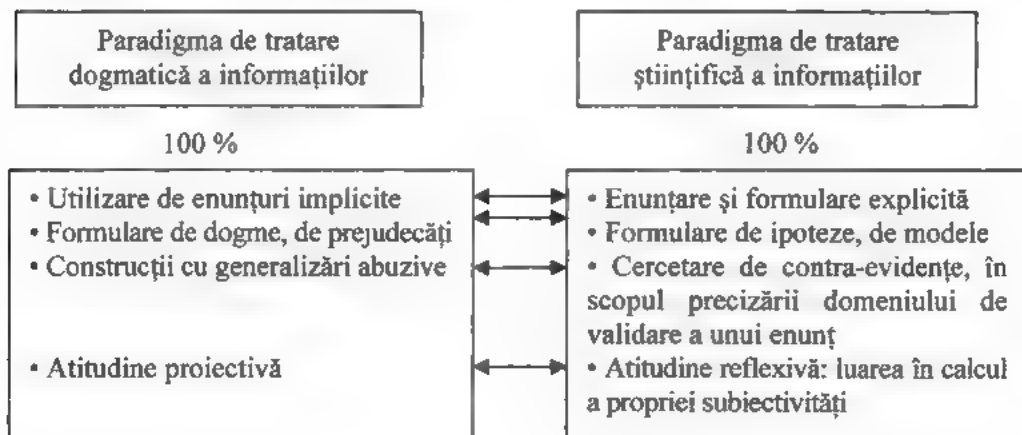 Paradigma de tratare
dogmatică a informațiilor
Paradigma de tratare
științifică a informațiilor
100 %
100 %
• Utilizare de enunțuri implicite
• Formulare de dogme, de prejudecăți
• Construcții cu generalizări abuzive
• Atitudine proiectivă
• Enunțare și formulare explicită
• Formulare de ipoteze, de modele
• Cercetare de contra-evidențe, în
scopul precizării domeniului de
validare a unui enunț
• Atitudine reflexivă: luarea în calcul
a propriei subiectivități